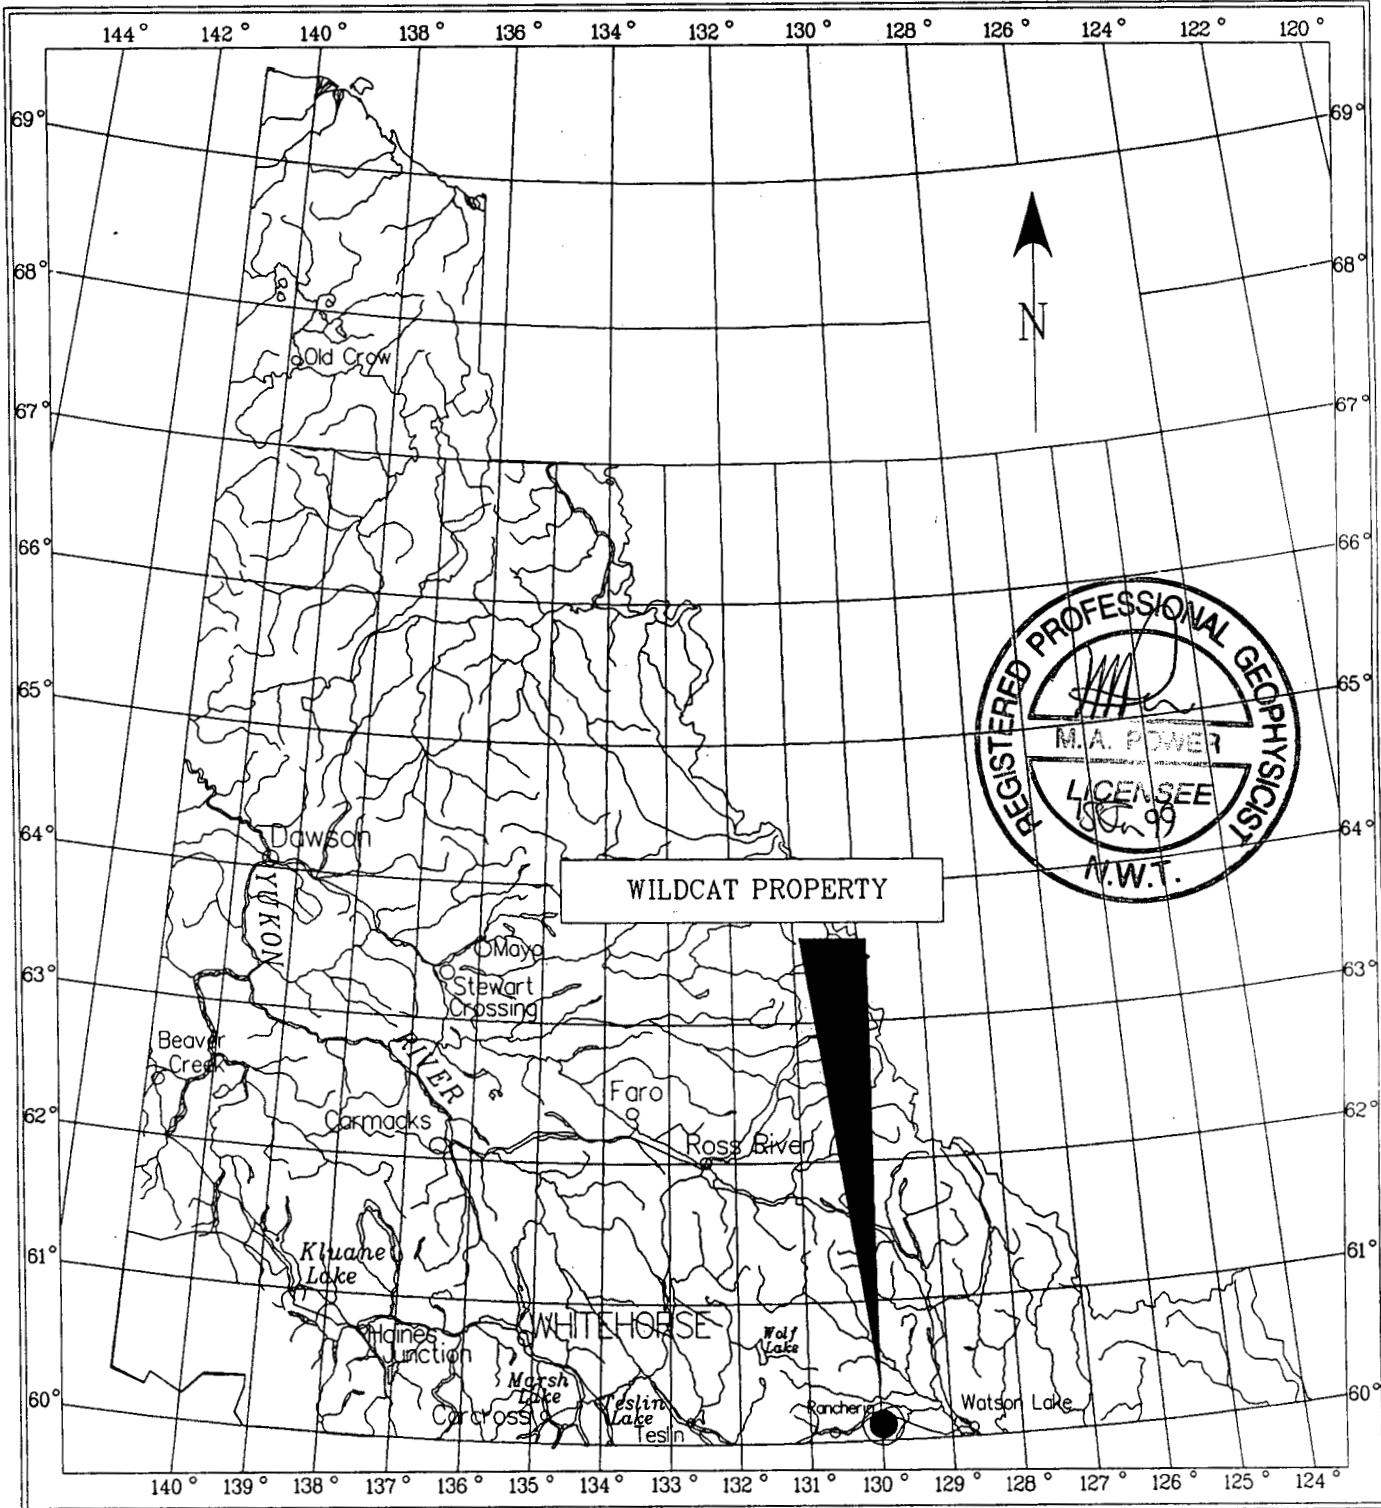 144° 142° 140° 138° 136° 134° 132° 130° 128° 126° 124° 122° 120°
69° 69°
68° 68°
N
Old Crow
67° 67°
66° 66°
REGISTERED PROFESSIONAL GEOPHYSICIST
65° 65°
M.A. POWER
LICENSEE
N.W.T.
64° 64°
Dawson
WILDCAT PROPERTY
YUKON
RIVER
Mayo
63° 63°
Stewart
Crossing
Beaver
Creek
Faro
62° 62°
Carmacks
Ross River
61° 61°
Kluane
Lake
WHITEHORSE
Wolf
Lake
Haines
Junction
Marsh
Lake
60° 60°
Carcross
Teslin
Lake
Teslin
Rancheria
Watson Lake
140° 139° 138° 137° 136° 135° 134° 133° 132° 131° 130° 129° 128° 127° 126° 125° 124°